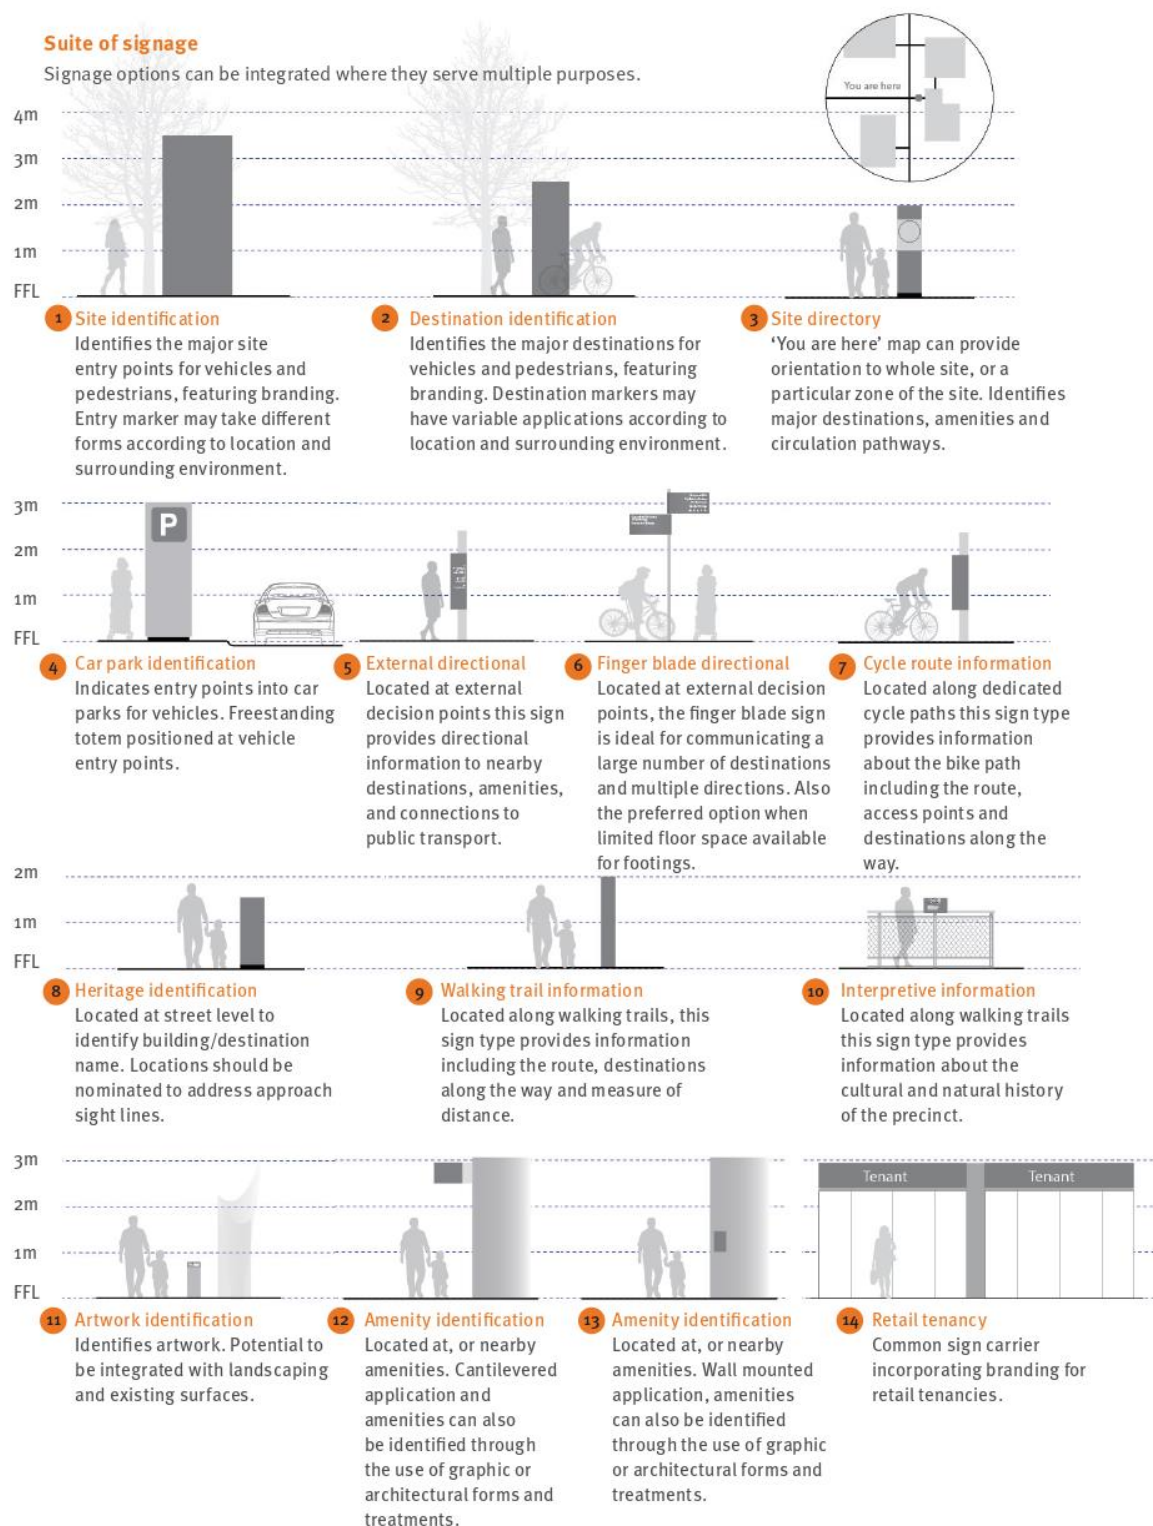 Suite of signage
Signage options can be integrated where they serve multiple purposes.
You are here
4m
3m
2m
1m
FFL
1 Site identification
Identifies the major site
entry points for vehicles and
pedestrians, featuring branding.
Entry marker may take different
forms according to location and
surrounding environment.
2 Destination identification
Identifies the major destinations for
vehicles and pedestrians, featuring
branding. Destination markers may
have variable applications according to
location and surrounding environment.
3 Site directory
‘You are here’ map can provide
orientation to whole site, or a
particular zone of the site. Identifies
major destinations, amenities and
circulation pathways.
3m
2m
1m
FFL
P
4 Car park identification
Indicates entry points into car
parks for vehicles. Freestanding
totem positioned at vehicle
entry points.
5 External directional
Located at external
decision points this sign
provides directional
information to nearby
destinations, amenities,
and connections to
public transport.
6 Finger blade directional
Located at external decision
points, the finger blade sign
is ideal for communicating a
large number of destinations
and multiple directions. Also
the preferred option when
limited floor space available
for footings.
7 Cycle route information
Located along dedicated
cycle paths this sign type
provides information
about the bike path
including the route,
access points and
destinations along the
way.
2m
1m
FFL
8 Heritage identification
Located at street level to
identify building/destination
name. Locations should be
nominated to address approach
sight lines.
9 Walking trail information
Located along walking trails, this
sign type provides information
including the route, destinations
along the way and measure of
distance.
10 Interpretive information
Located along walking trails
this sign type provides
information about the
cultural and natural history
of the precinct.
3m
2m
1m
FFL
Tenant
Tenant
11 Artwork identification
Identifies artwork. Potential to
be integrated with landscaping
and existing surfaces.
12 Amenity identification
Located at, or nearby
amenities. Cantilevered
application and
amenities can also
be identified through
the use of graphic or
architectural forms and
treatments.
13 Amenity identification
Located at, or nearby
amenities. Wall mounted
application, amenities
can also be identified
through the use of graphic
or architectural forms and
treatments.
14 Retail tenancy
Common sign carrier
incorporating branding for
retail tenancies.